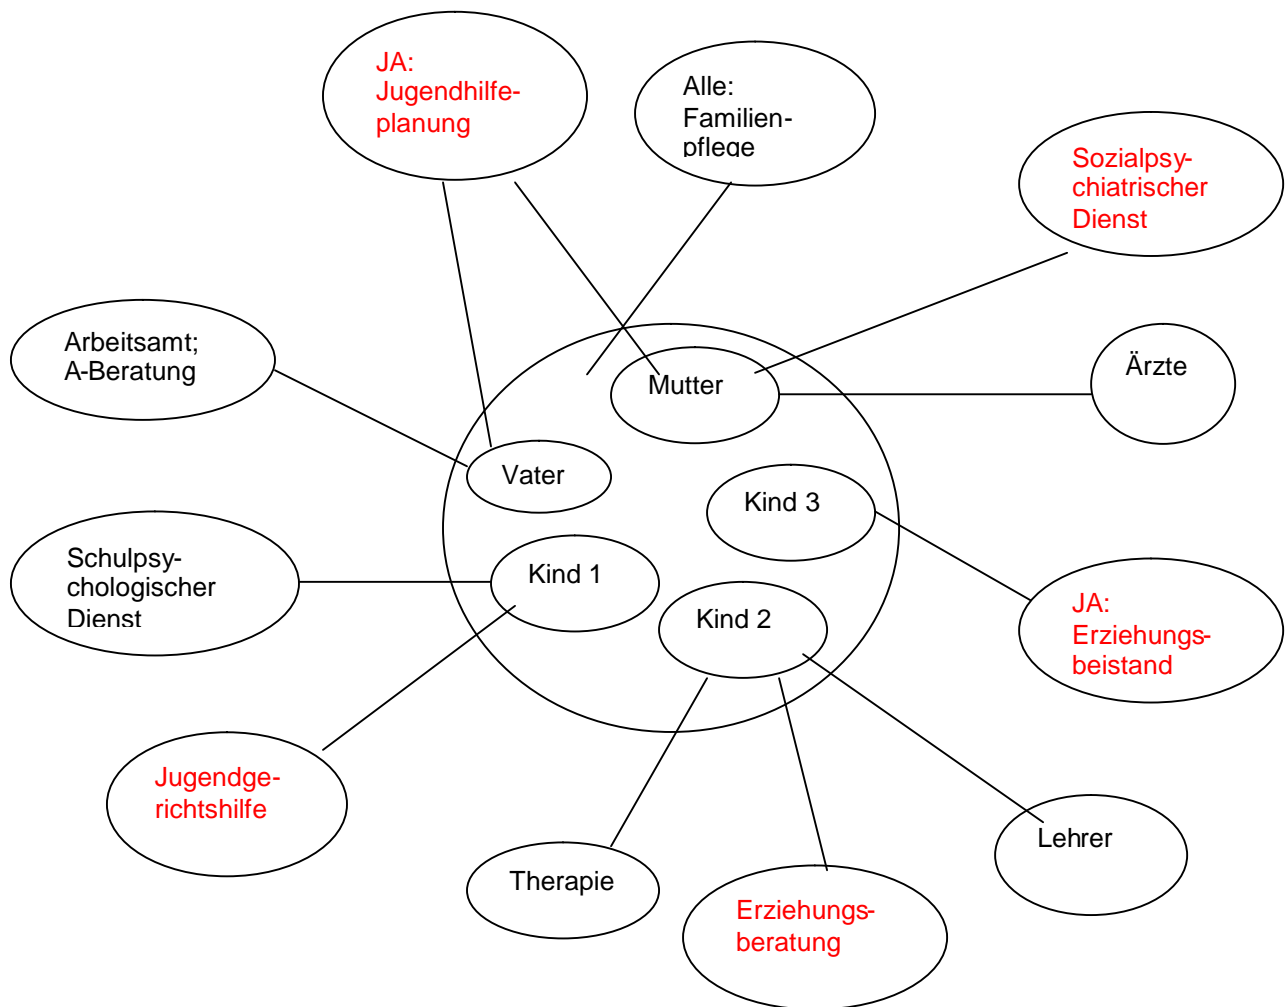 JA:
Jugendhilfe-
planung
Alle:
Familien-
pflege
Sozialpsy-
chiatrischer
Dienst
Arbeitsamt;
A-Beratung
Mutter
Ärzte
Vater
Kind 3
Schulpsy-
chologischer
Dienst
Kind 1
Kind 2
JA:
Erziehungs-
beistand
Jugendge-
richtshilfe
Therapie
Erziehungs-
beratung
Lehrer